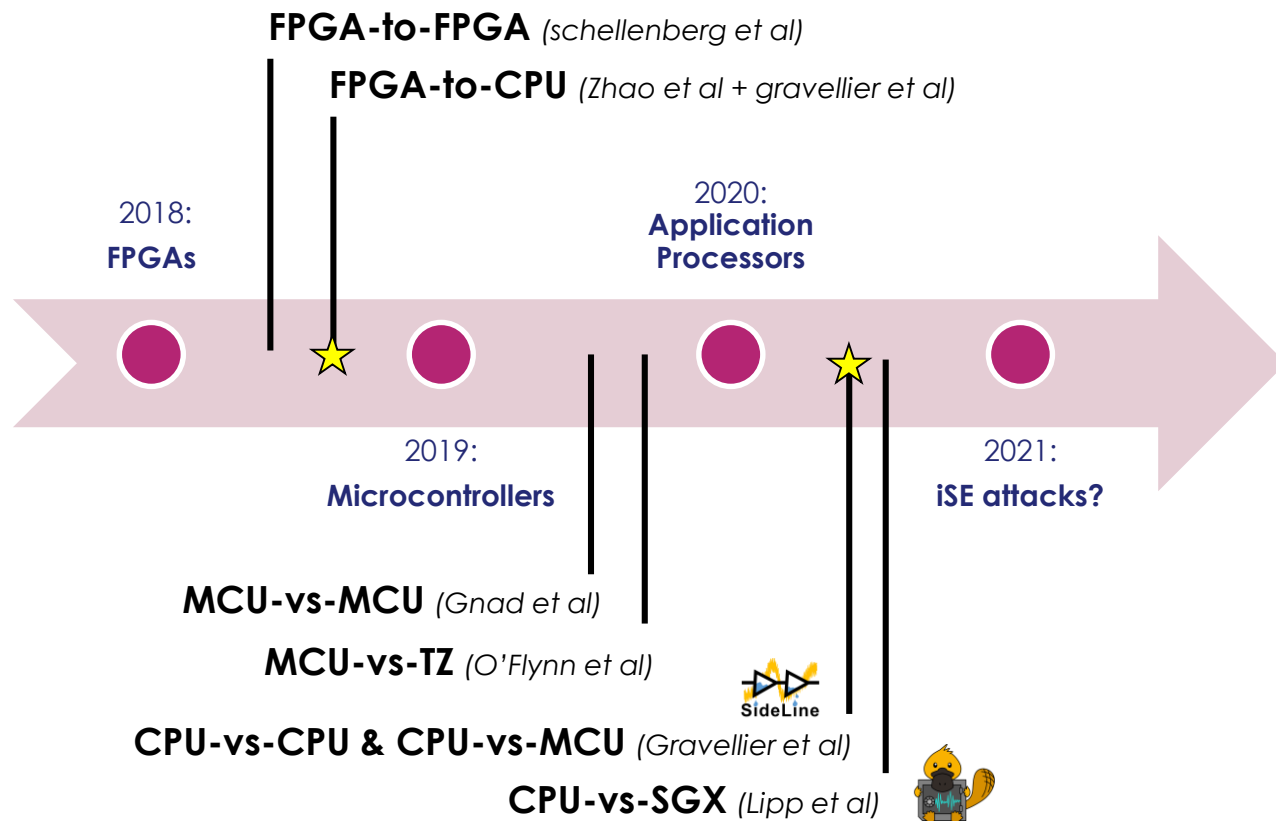 FPGA-to-FPGA (schellenberg et al)
FPGA-to-CPU (Zhao et al + gravellier et al)
2018:
FPGAs
2020:
Application
Processors
2019:
Microcontrollers
2021:
iSE attacks?
MCU-vs-MCU (Gnad et al)
MCU-vs-TZ (O’Flynn et al)
SideLine
CPU-vs-CPU & CPU-vs-MCU (Gravellier et al)
CPU-vs-SGX (Lipp et al)